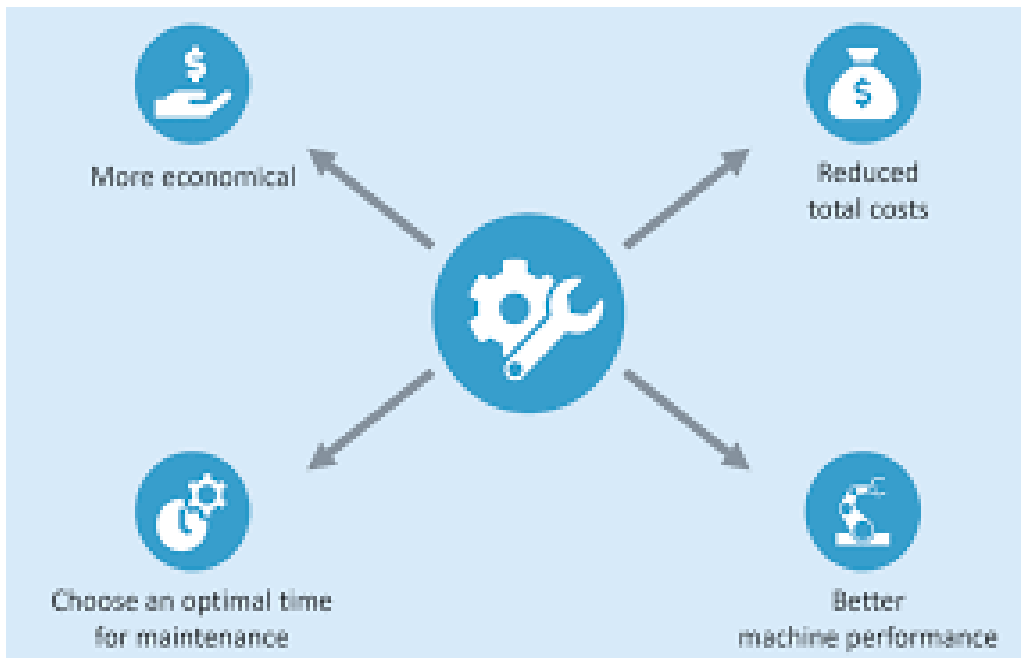 $
More economical
$
Reduced
total costs
Choose an optimal time
for maintenance
Better
machine performance